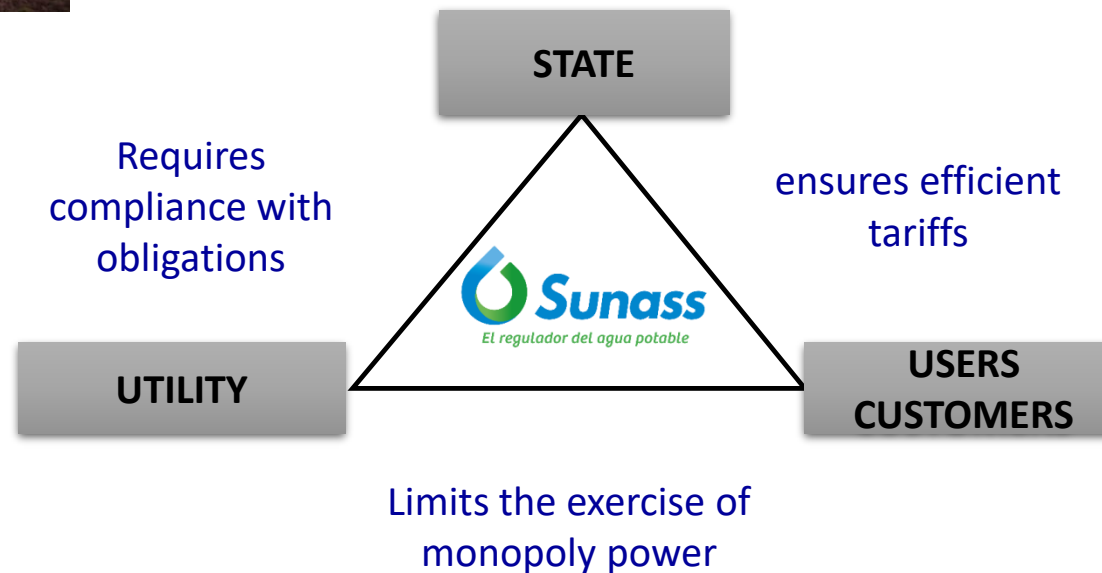 STATE
Requires
compliance with
obligations
ensures efficient
tariffs
Sunass
El regulador del agua potable
UTILITY
USERS
CUSTOMERS
Limits the exercise of
monopoly power